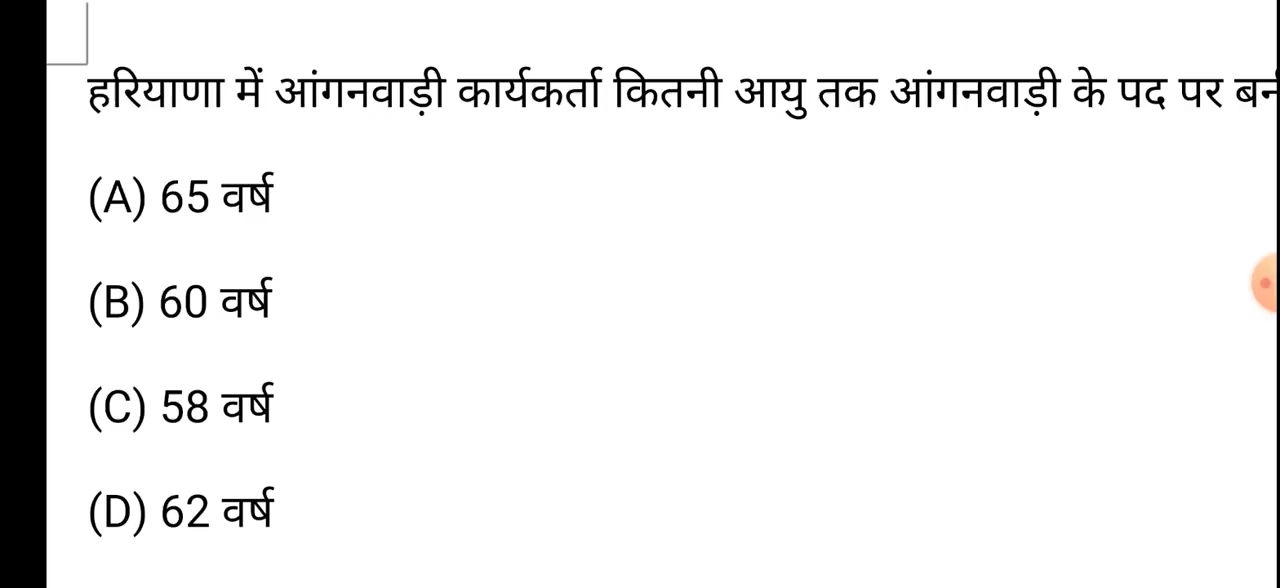 हरियाणा में आंगनवाड़ी कार्यकर्ता कितनी आयु तक आंगनवाड़ी के पद पर
(A) 65 वर्ष
(B) 60 वर्ष
(C) 58 वर्ष
(D) 62 वर्ष